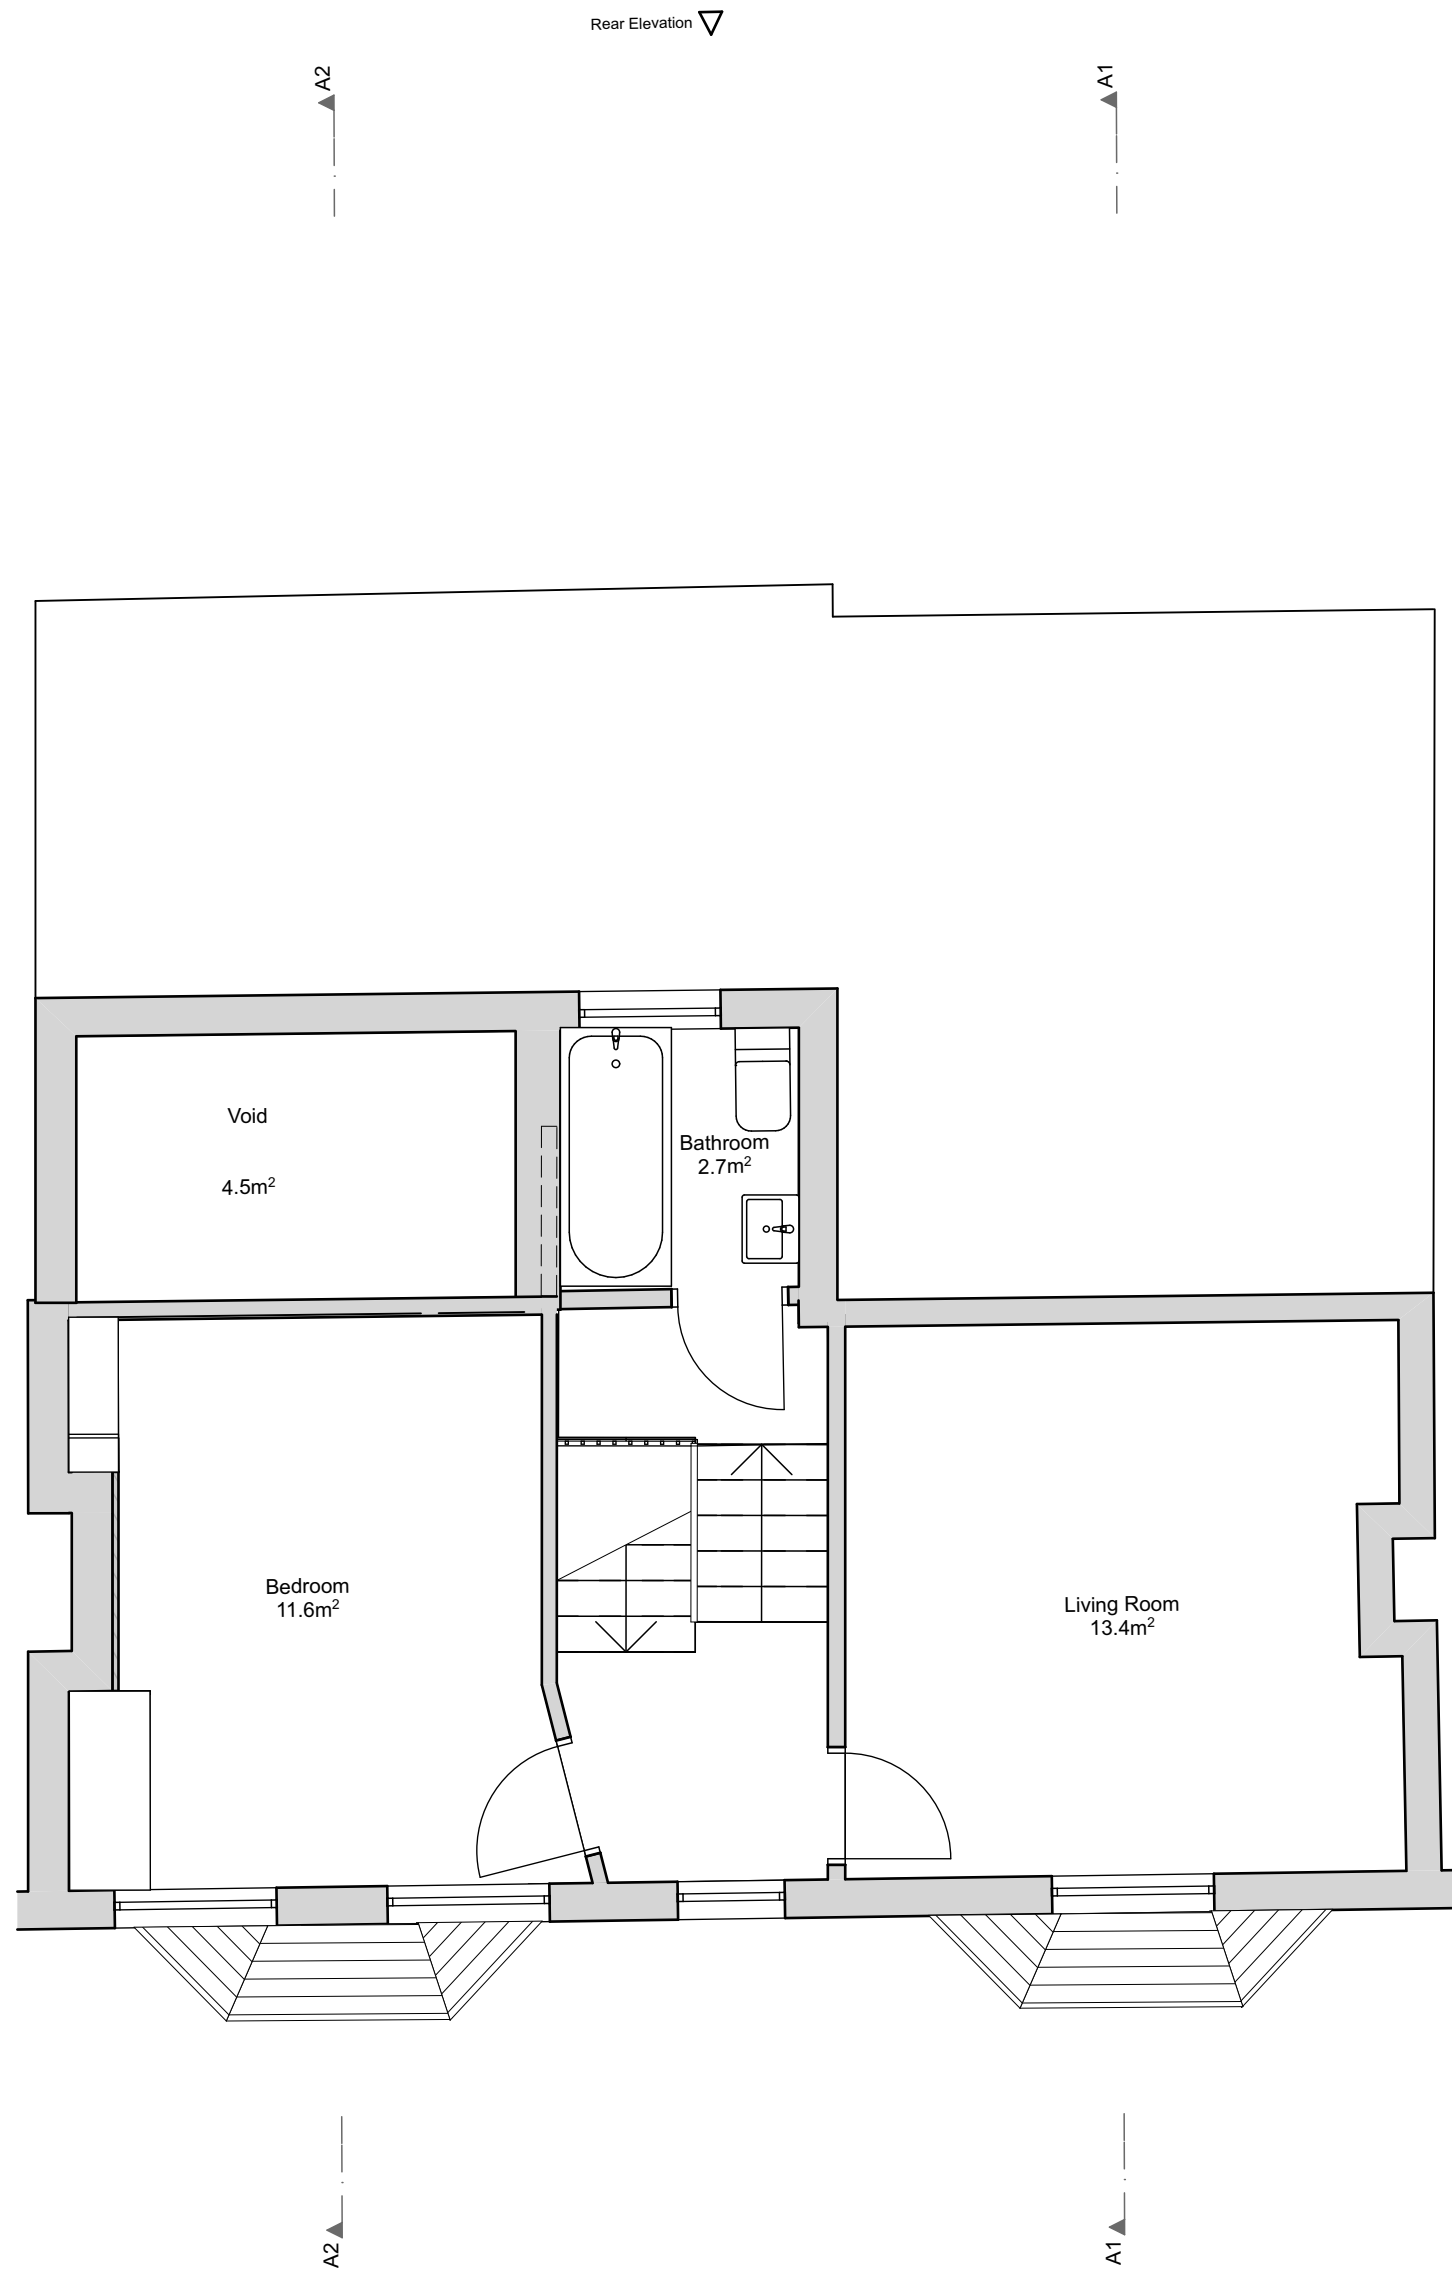 Rear Elevation
A2
A1
Void
4.5m²
Bathroom
2.7m²
Bedroom
11.6m²
Living Room
13.4m²
A2
A1